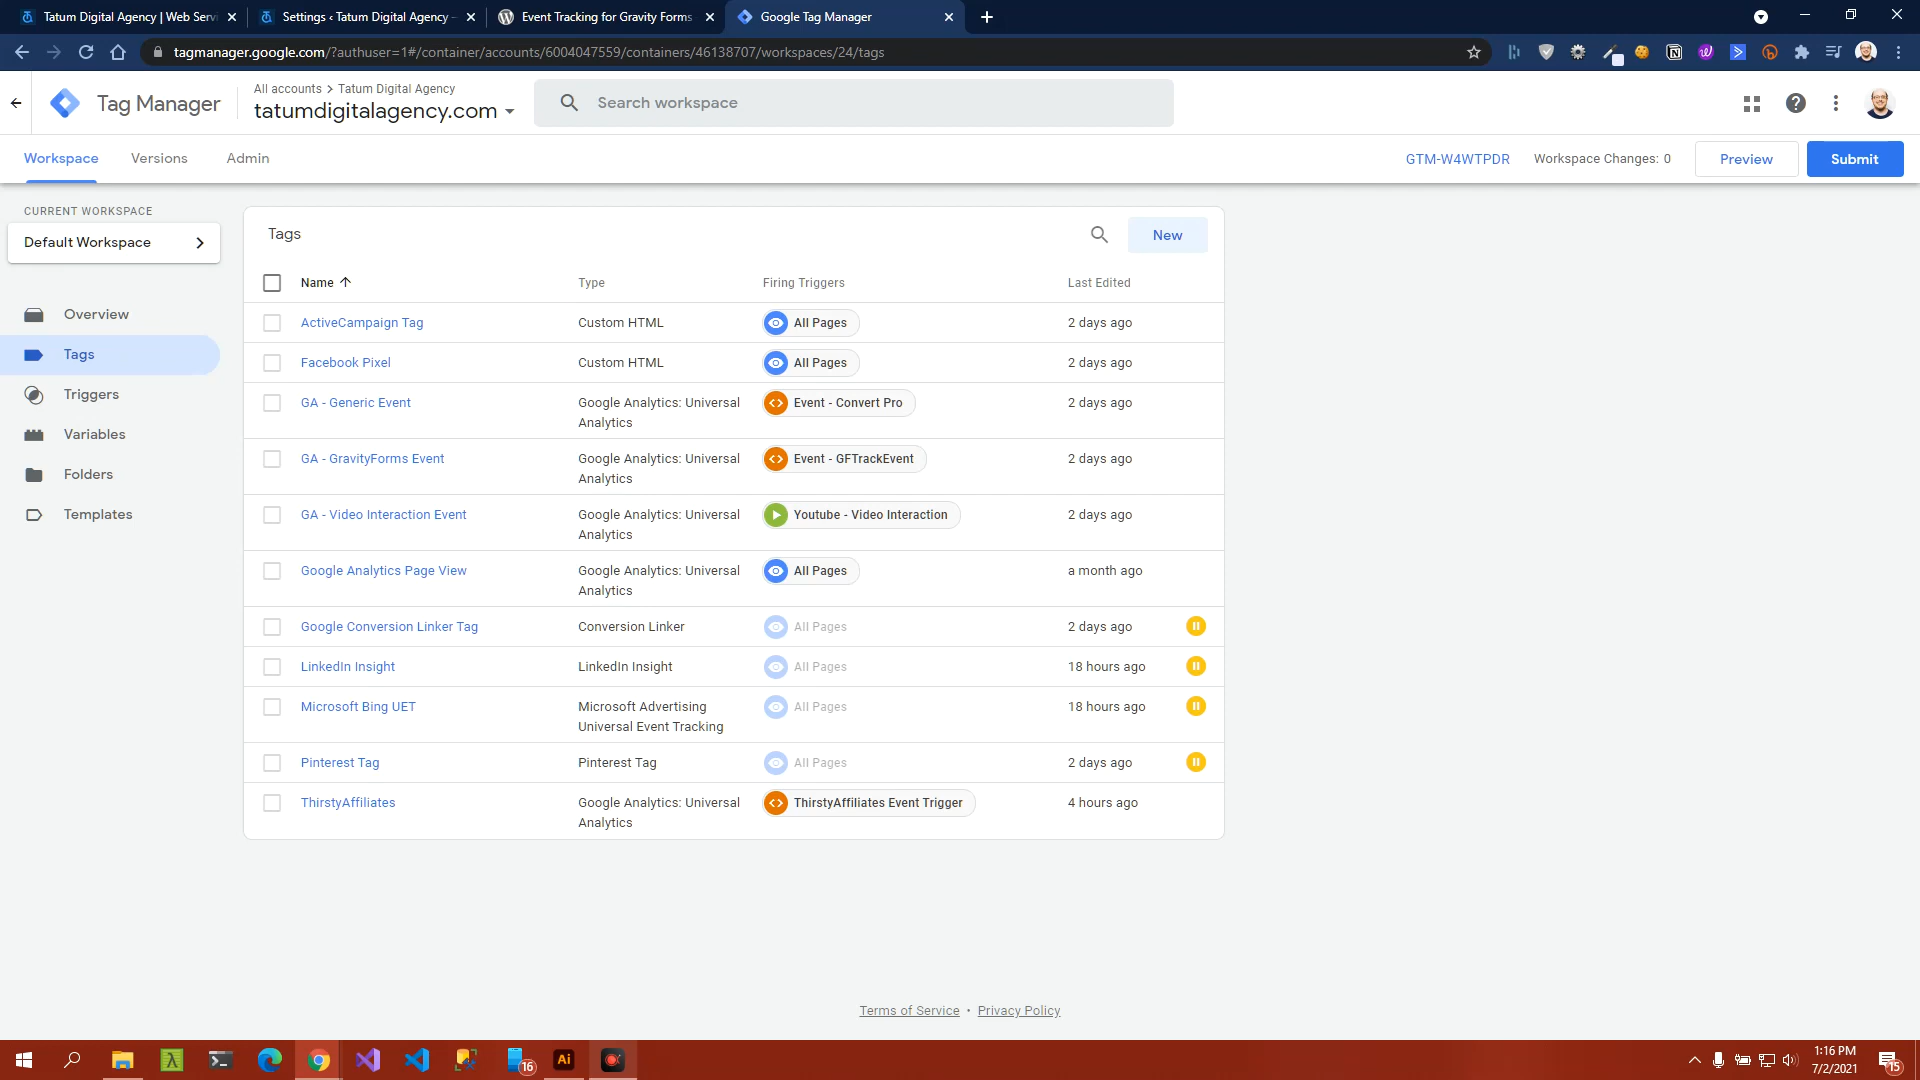 Tatum Digital Agency | Web Servi
Settings ‹ Tatum Digital Agency —
Event Tracking for Gravity Forms
Google Tag Manager
tagmanager.google.com/?authuser=1#/container/accounts/6004047559/containers/46138707/workspaces/24/tags
Tag Manager
All accounts > Tatum Digital Agency
tatumdigitalagency.com
Search workspace
Workspace
Versions
Admin
GTM-W4WTPDR
Workspace Changes: 0
Preview
Submit
CURRENT WORKSPACE
Default Workspace
Overview
Tags
Triggers
Variables
Folders
Templates
Tags
New
Name Type Firing Triggers Last Edited
ActiveCampaign Tag Custom HTML All Pages 2 days ago
Facebook Pixel Custom HTML All Pages 2 days ago
GA - Generic Event Google Analytics: Universal Event - Convert Pro 2 days ago
Analytics
GA - GravityForms Event Google Analytics: Universal Event - GFTrackEvent 2 days ago
Analytics
GA - Video Interaction Event Google Analytics: Universal Youtube - Video Interaction 2 days ago
Analytics
Google Analytics Page View Google Analytics: Universal All Pages a month ago
Analytics
Google Conversion Linker Tag Conversion Linker All Pages 2 days ago
LinkedIn Insight LinkedIn Insight All Pages 18 hours ago
Microsoft Bing UET Microsoft Advertising All Pages 18 hours ago
Universal Event Tracking
Pinterest Tag Pinterest Tag All Pages 2 days ago
ThirstyAffiliates Google Analytics: Universal ThirstyAffiliates Event Trigger 4 hours ago
Analytics
Terms of Service • Privacy Policy
16
Ai
1:16 PM
7/2/2021
15